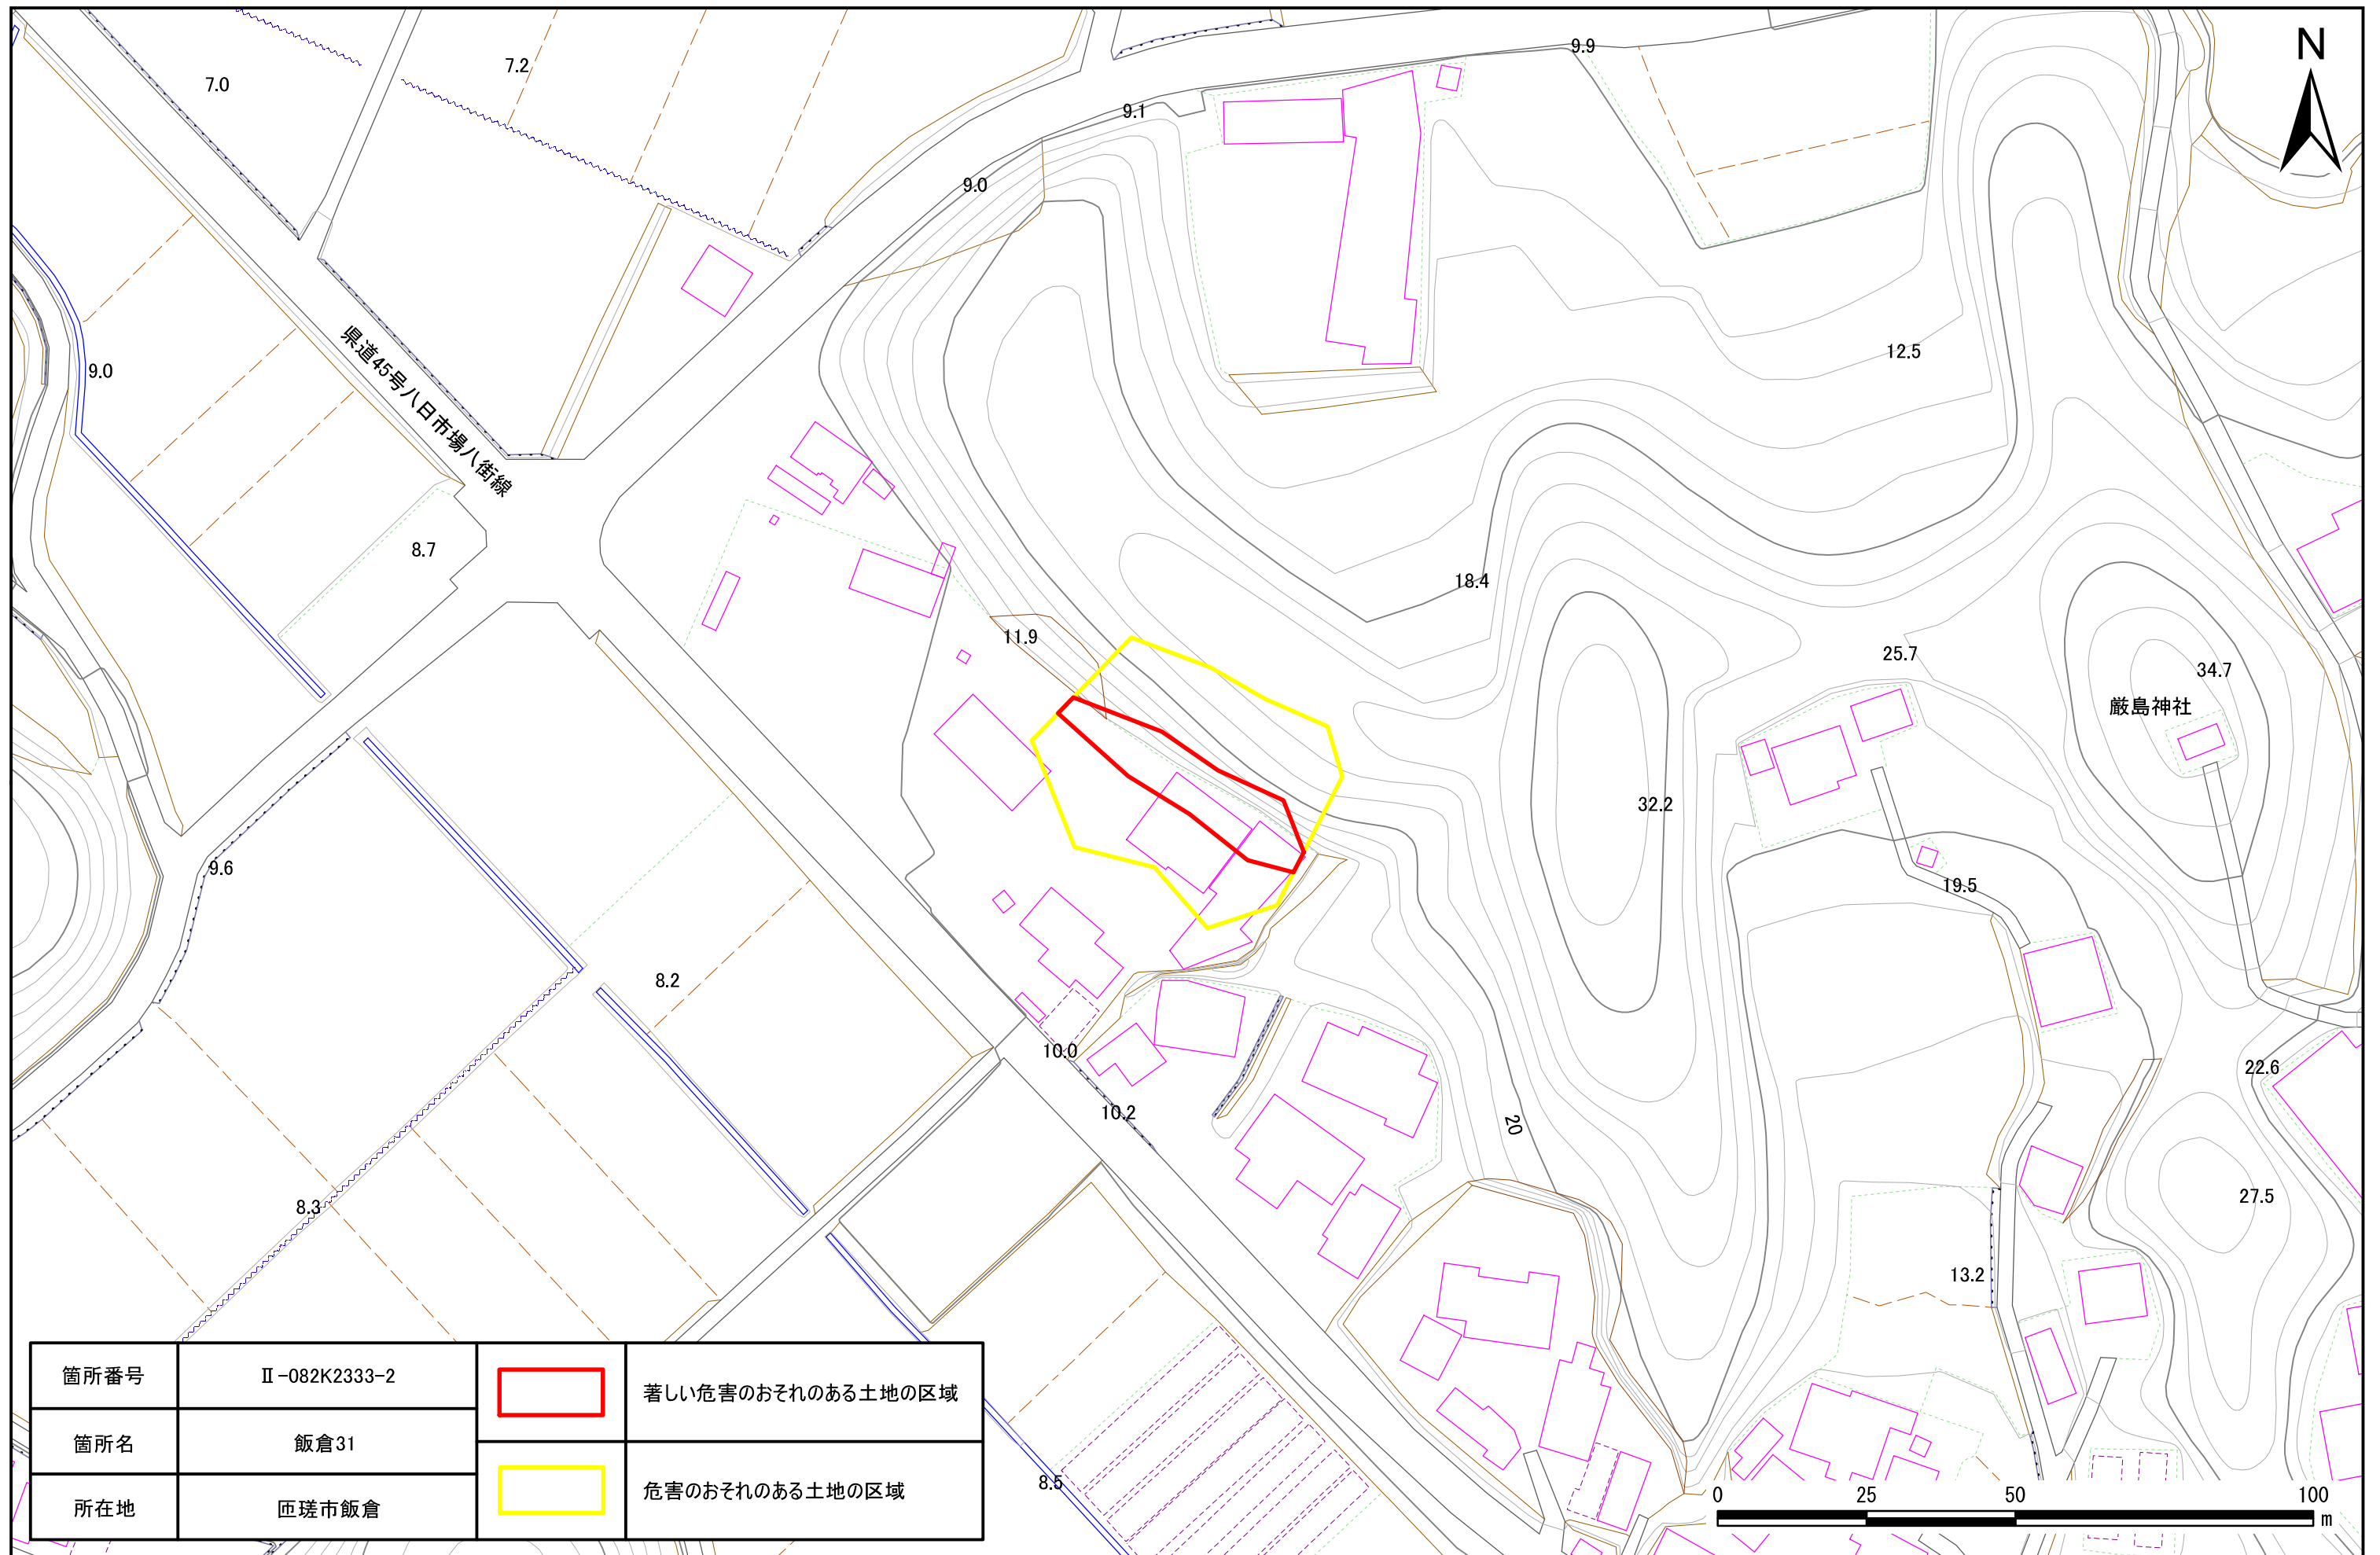 N
9.9
7.2
7.0
9.1
9.0
県道45号八日市場八街線
12.5
9.0
8.7
18.4
11.9
25.7
34.7
厳島神社
32.2
9.6
19.5
8.2
10.0
22.6
10.2
20
27.5
8.3
13.2
8.5
箇所番号 Ⅱ-082K2333-2
箇所名 飯倉31
所在地 匝瑳市飯倉
著しい危害のおそれのある土地の区域
危害のおそれのある土地の区域
0 25 50 100
m